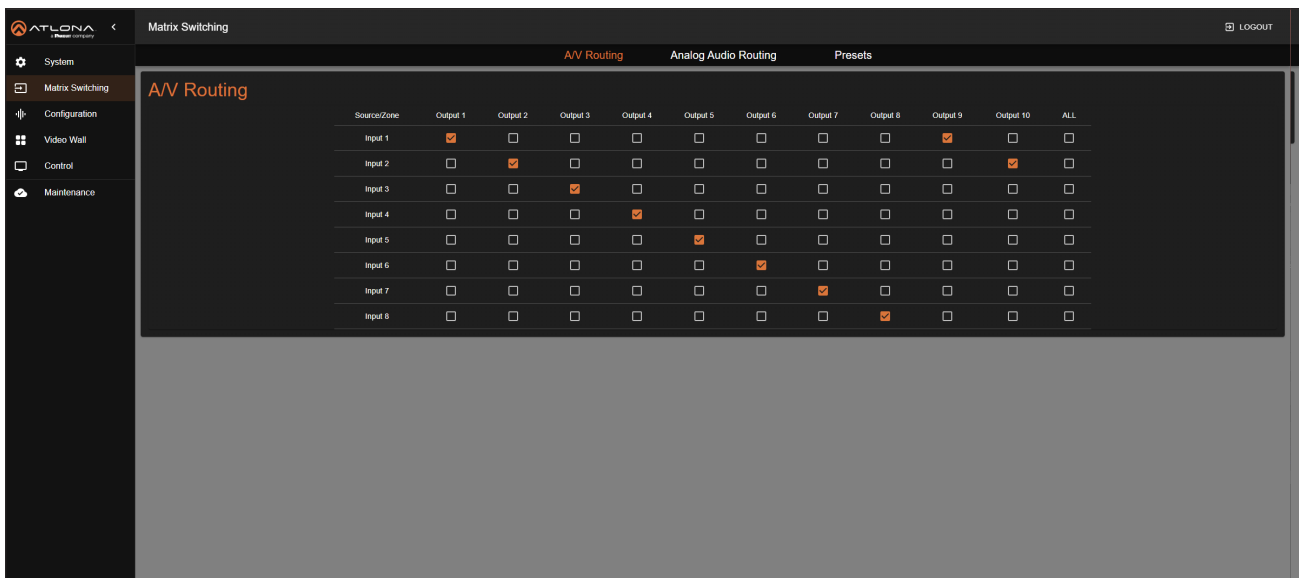 ATLONA
a Panduit company
Matrix Switching
LOGOUT
System
Matrix Switching
Configuration
Video Wall
Control
Maintenance
A/V Routing Analog Audio Routing Presets
A/V Routing
Source/Zone Output 1 Output 2 Output 3 Output 4 Output 5 Output 6 Output 7 Output 8 Output 9 Output 10 ALL
Input 1
Input 2
Input 3
Input 4
Input 5
Input 6
Input 7
Input 8